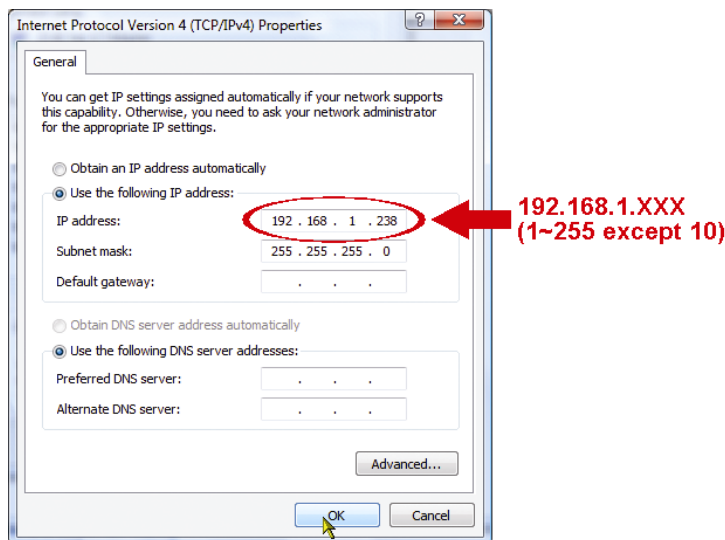 Internet Protocol Version 4 (TCP/IPv4) Properties
General
You can get IP settings assigned automatically if your network supports
this capability. Otherwise, you need to ask your network administrator
for the appropriate IP settings.
Obtain an IP address automatically
Use the following IP address:
IP address: 192 . 168 . 1 . 238
192.168.1.XXX
(1~255 except 10)
Subnet mask: 255 . 255 . 255 . 0
Default gateway: . . .
Obtain DNS server address automatically
Use the following DNS server addresses:
Preferred DNS server: . . .
Alternate DNS server: . . .
Advanced...
OK Cancel